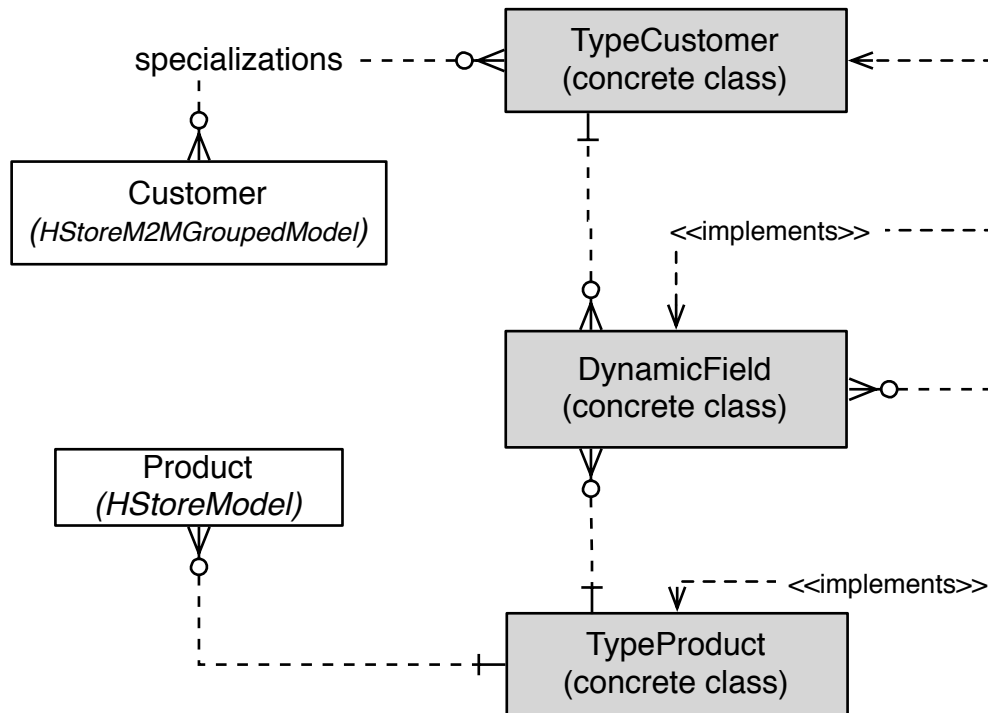 TypeCustomer
(concrete class)
specializations
Customer
(HStoreM2MGroupedModel)
<<implements>>
DynamicField
(concrete class)
Product
(HStoreModel)
<<implements>>
TypeProduct
(concrete class)